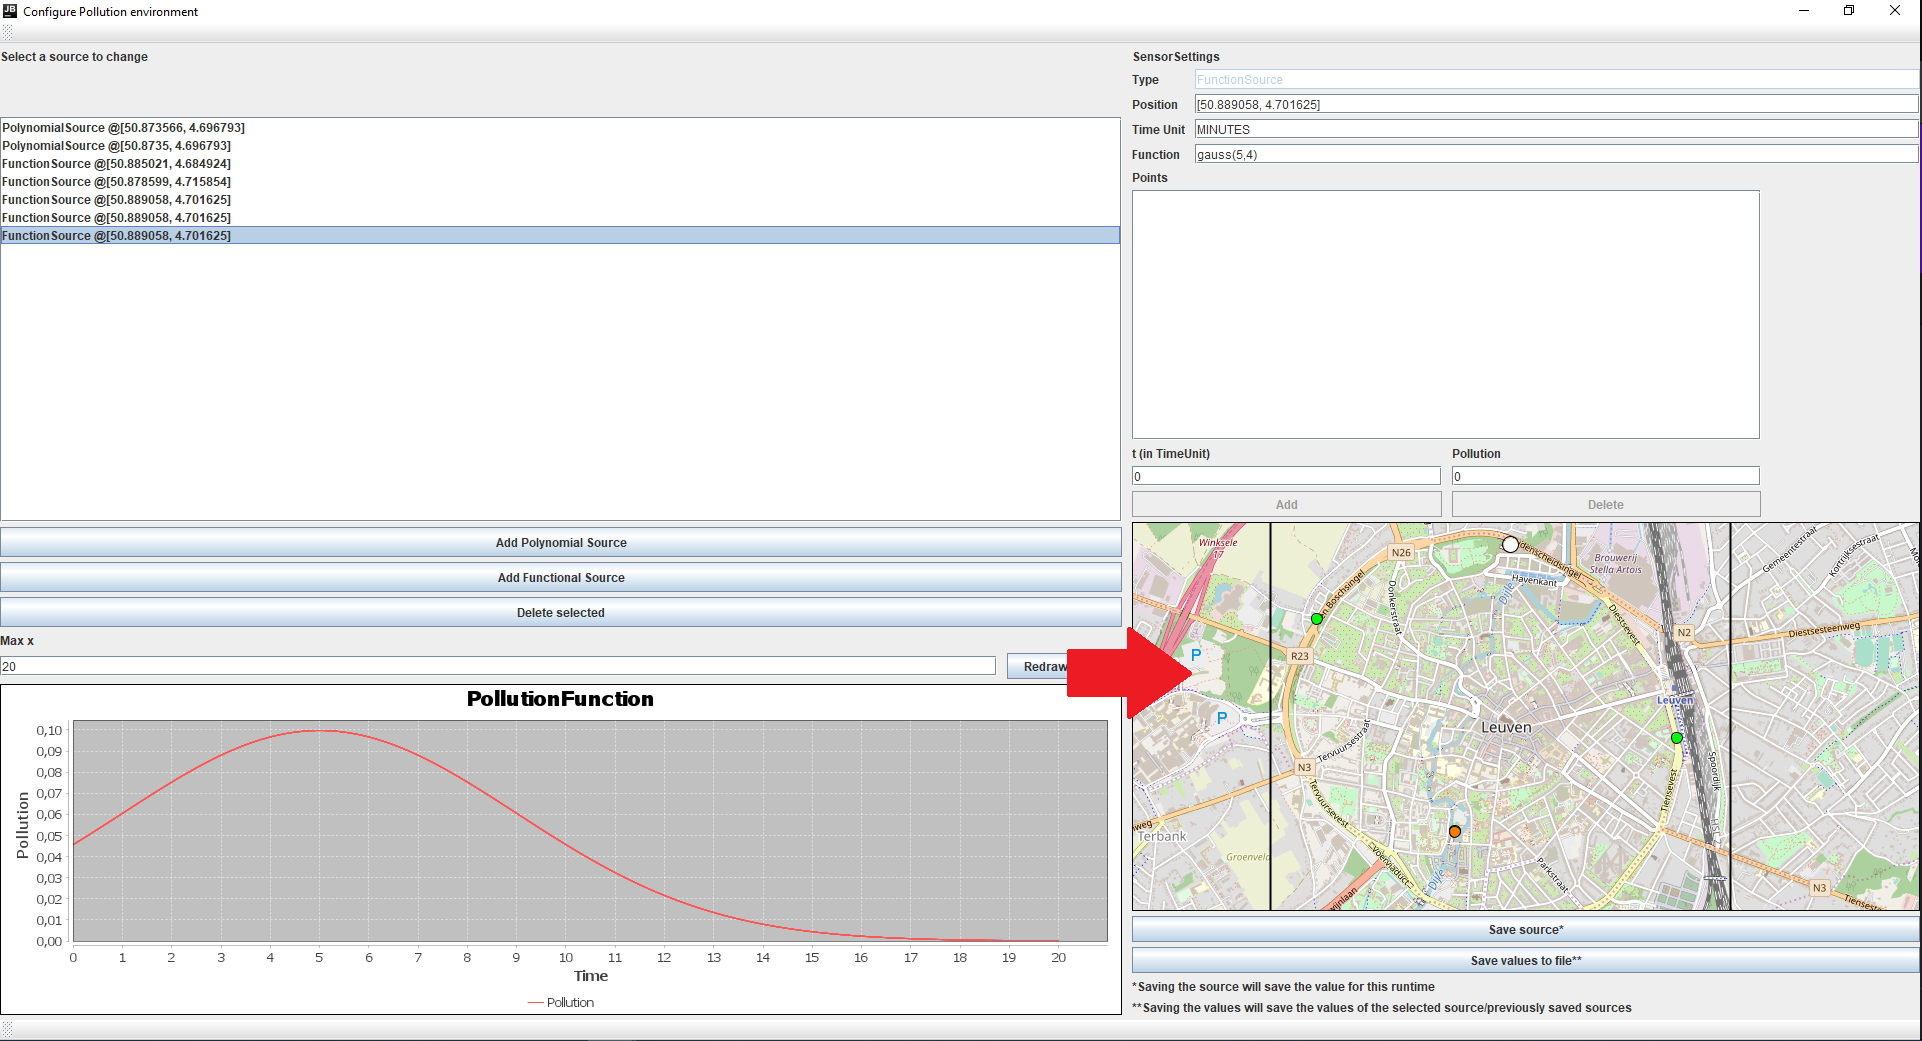 Configure Pollution environment
Select a source to change
PolynomialSource @[50.873566, 4.696793]
PolynomialSource @[50.8735, 4.696793]
FunctionSource @[50.885021, 4.684924]
FunctionSource @[50.878599, 4.715854]
FunctionSource @[50.889058, 4.701625]
FunctionSource @[50.889058, 4.701625]
FunctionSource @[50.889058, 4.701625]
Add Polynomial Source
Add Functional Source
Delete selected
Max x
20
Redraw
PollutionFunction
0,10
0,09
0,08
0,07
0,06
0,05
0,04
0,03
0,02
0,01
0,00
Pollution
0 1 2 3 4 5 6 7 8 9 10 11 12 13 14 15 16 17 18 19 20
Time
Pollution
SensorSettings
Type FunctionSource
Position [50.889058, 4.701625]
Time Unit MINUTES
Function gauss(5,4)
Points
t (in TimeUnit) Pollution
0 0
Add Delete
Winksele
17
N26
Havenkant
Brouwerij
Stella Artois
Gemeentestraat
Kortrijksestraat
Donkerstraat
Dijle
Diestsevest
N2
Diestsesteenweg
P
R23
Leuven
P
Leuven
Tervuursestraat
N3
Tervuursevest
Spoordijk
Tiensevest
HSL 2
Terbank
Groenveld
Voerviaduct
Dijle
Parkstraat
N3
Save source*
Save values to file**
*Saving the source will save the value for this runtime
**Saving the values will save the values of the selected source/previously saved sources